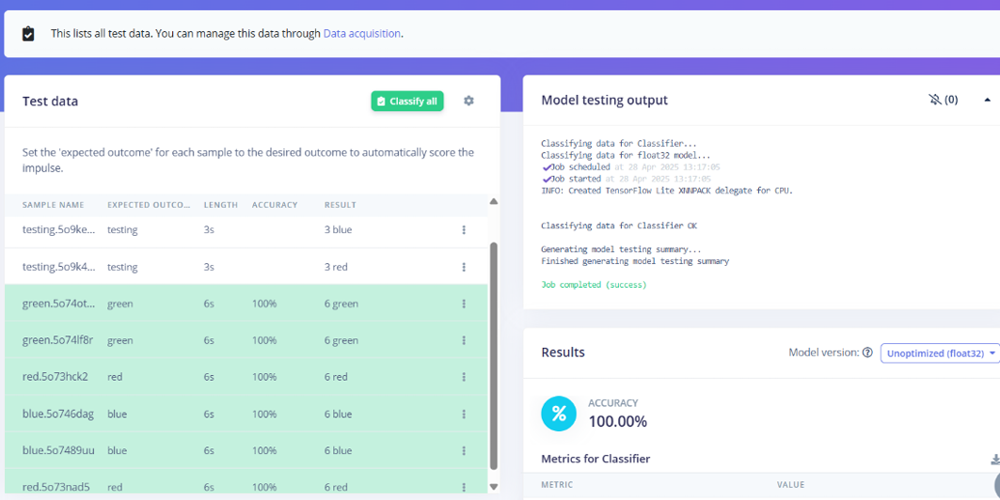 This lists all test data. You can manage this data through Data acquisition.
Test data
Classify all
Set the 'expected outcome' for each sample to the desired outcome to automatically score the
impulse.
SAMPLE NAME EXPECTED OUTCO... LENGTH ACCURACY RESULT
testing.5o9ke... testing 3s 3 blue
testing.5o9k4... testing 3s 3 red
green.5o74ot... green 6s 100% 6 green
green.5o74lf8r green 6s 100% 6 green
red.5o73hck2 red 6s 100% 6 red
blue.5o746dag blue 6s 100% 6 blue
blue.5o7489uu blue 6s 100% 6 blue
red.5o73nad5 red 6s 100% 6 red
Model testing output
(0)
Classifying data for Classifier...
Classifying data for float32 model...
Job scheduled at 28 Apr 2025 13:17:05
Job started at 28 Apr 2025 13:17:05
INFO: Created TensorFlow Lite XNNPACK delegate for CPU.
Classifying data for Classifier OK
Generating model testing summary...
Finished generating model testing summary
Job completed (success)
Results
Model version: Unoptimized (float32)
%
ACCURACY
100.00%
Metrics for Classifier
METRIC VALUE